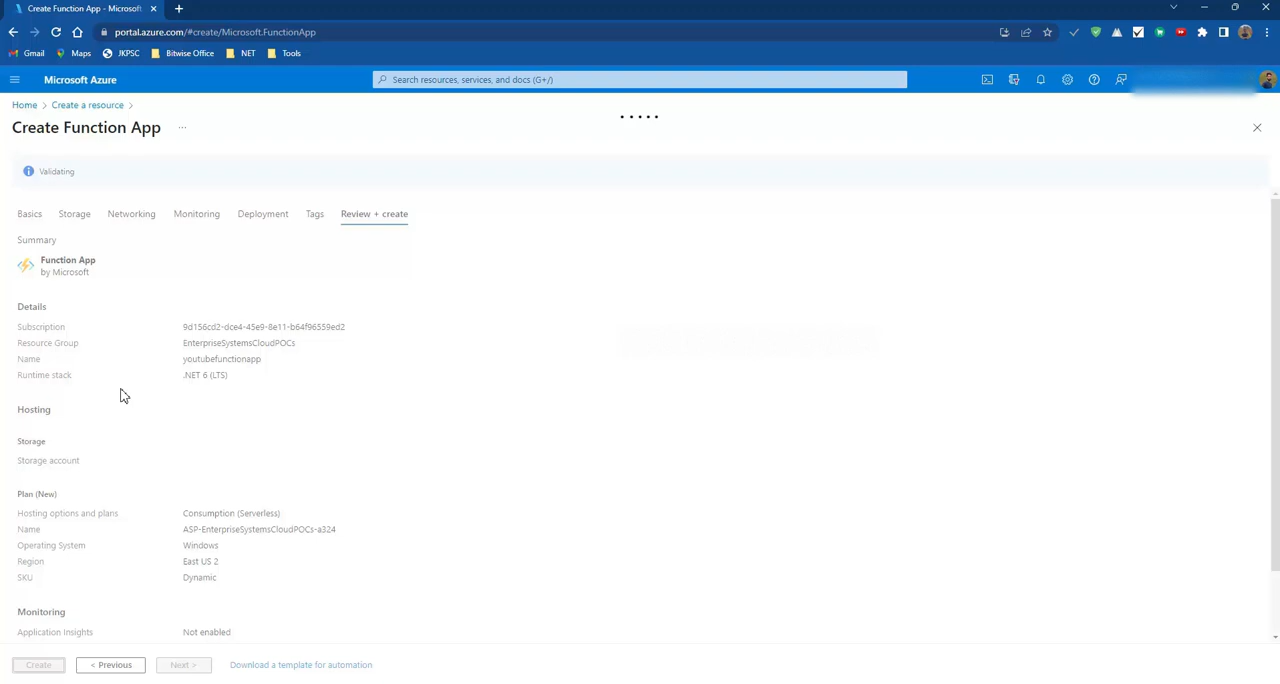 Create Function App - Microsoft
portal.azure.com/#create/Microsoft.FunctionApp
Gmail Maps JKPSC Bitwise Office .NET Tools
Microsoft Azure Search resources, services, and docs (G+/)
Home > Create a resource >
Create Function App ...
Validating
Basics Storage Networking Monitoring Deployment Tags Review + create
Summary
Function App
by Microsoft
Details
Subscription 9d156cd2-dce4-45e9-8e11-b64f96559ed2
Resource Group EnterpriseSystemsCloudPOCs
Name youtubefunctionapp
Runtime stack .NET 6 (LTS)
Hosting
Storage
Storage account
Plan (New)
Hosting options and plans Consumption (Serverless)
Name ASP-EnterpriseSystemsCloudPOCs-a324
Operating System Windows
Region East US 2
SKU Dynamic
Monitoring
Application Insights Not enabled
Create < Previous Next > Download a template for automation